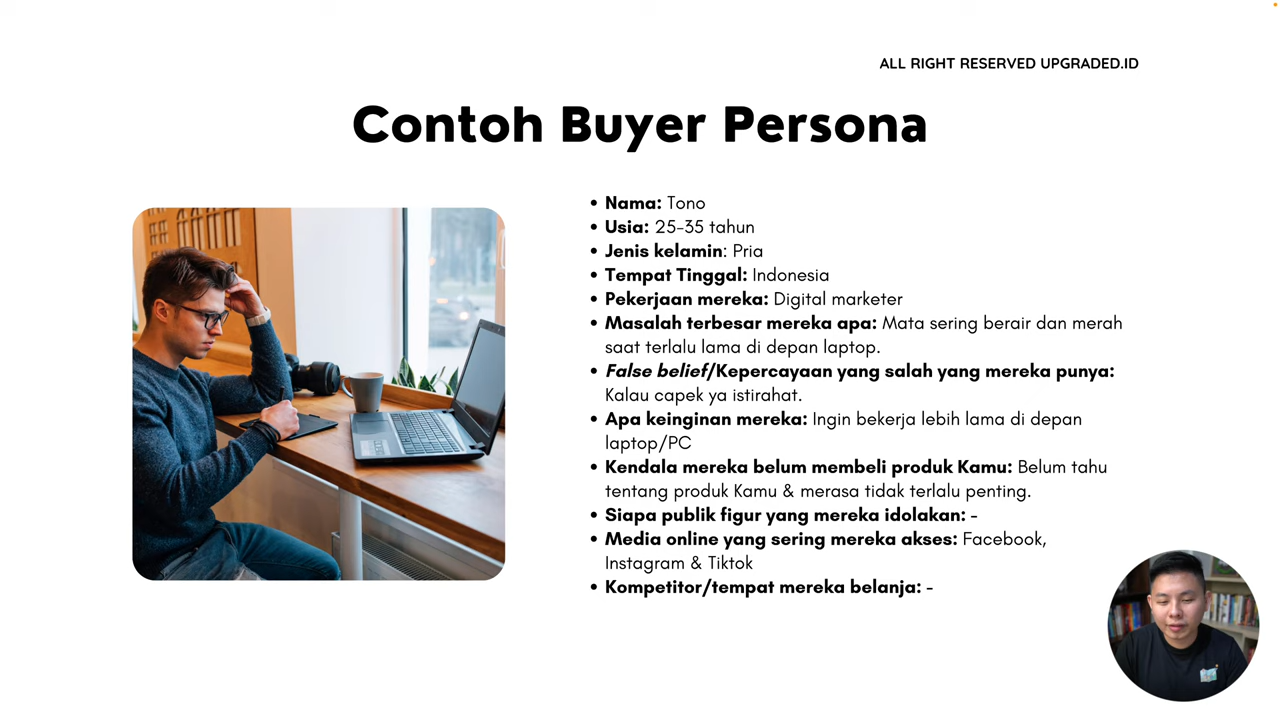 ALL RIGHT RESERVED UPGRADED.ID
Contoh Buyer Persona
• Nama: Tono
• Usia: 25-35 tahun
• Jenis kelamin: Pria
• Tempat Tinggal: Indonesia
• Pekerjaan mereka: Digital marketer
• Masalah terbesar mereka apa: Mata sering berair dan merah
saat terlalu lama di depan laptop.
• False belief/Kepercayaan yang salah yang mereka punya:
Kalau capek ya istirahat.
• Apa keinginan mereka: Ingin bekerja lebih lama di depan
laptop/PC
• Kendala mereka belum membeli produk Kamu: Belum tahu
tentang produk Kamu & merasa tidak terlalu penting.
• Siapa publik figur yang mereka idolakan: -
• Media online yang sering mereka akses: Facebook,
Instagram & Tiktok
• Kompetitor/tempat mereka belanja: -